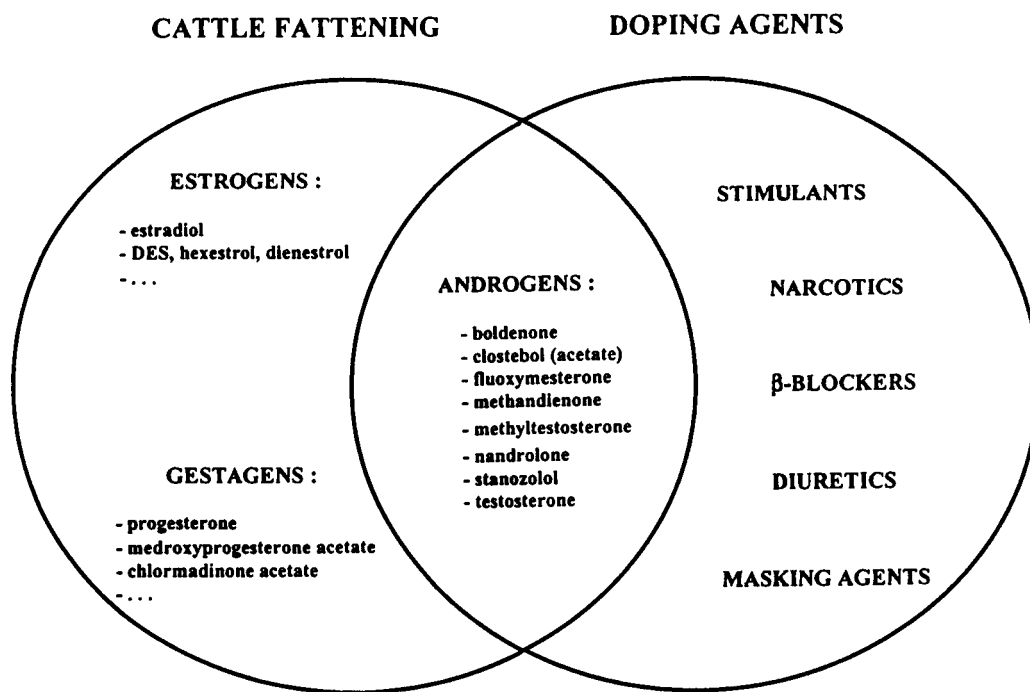 CATTLE FATTENING
DOPING AGENTS
ESTROGENS :
- estradiol
- DES, hexestrol, dienestrol
- . . .
GESTAGENS :
- progesterone
- medroxyprogesterone acetate
- chlormadinone acetate
- . . .
ANDROGENS :
- boldenone
- clostebol (acetate)
- fluoxymesterone
- methandienone
- methyltestosterone
- nandrolone
- stanozolol
- testosterone
STIMULANTS
NARCOTICS
β-BLOCKERS
DIURETICS
MASKING AGENTS